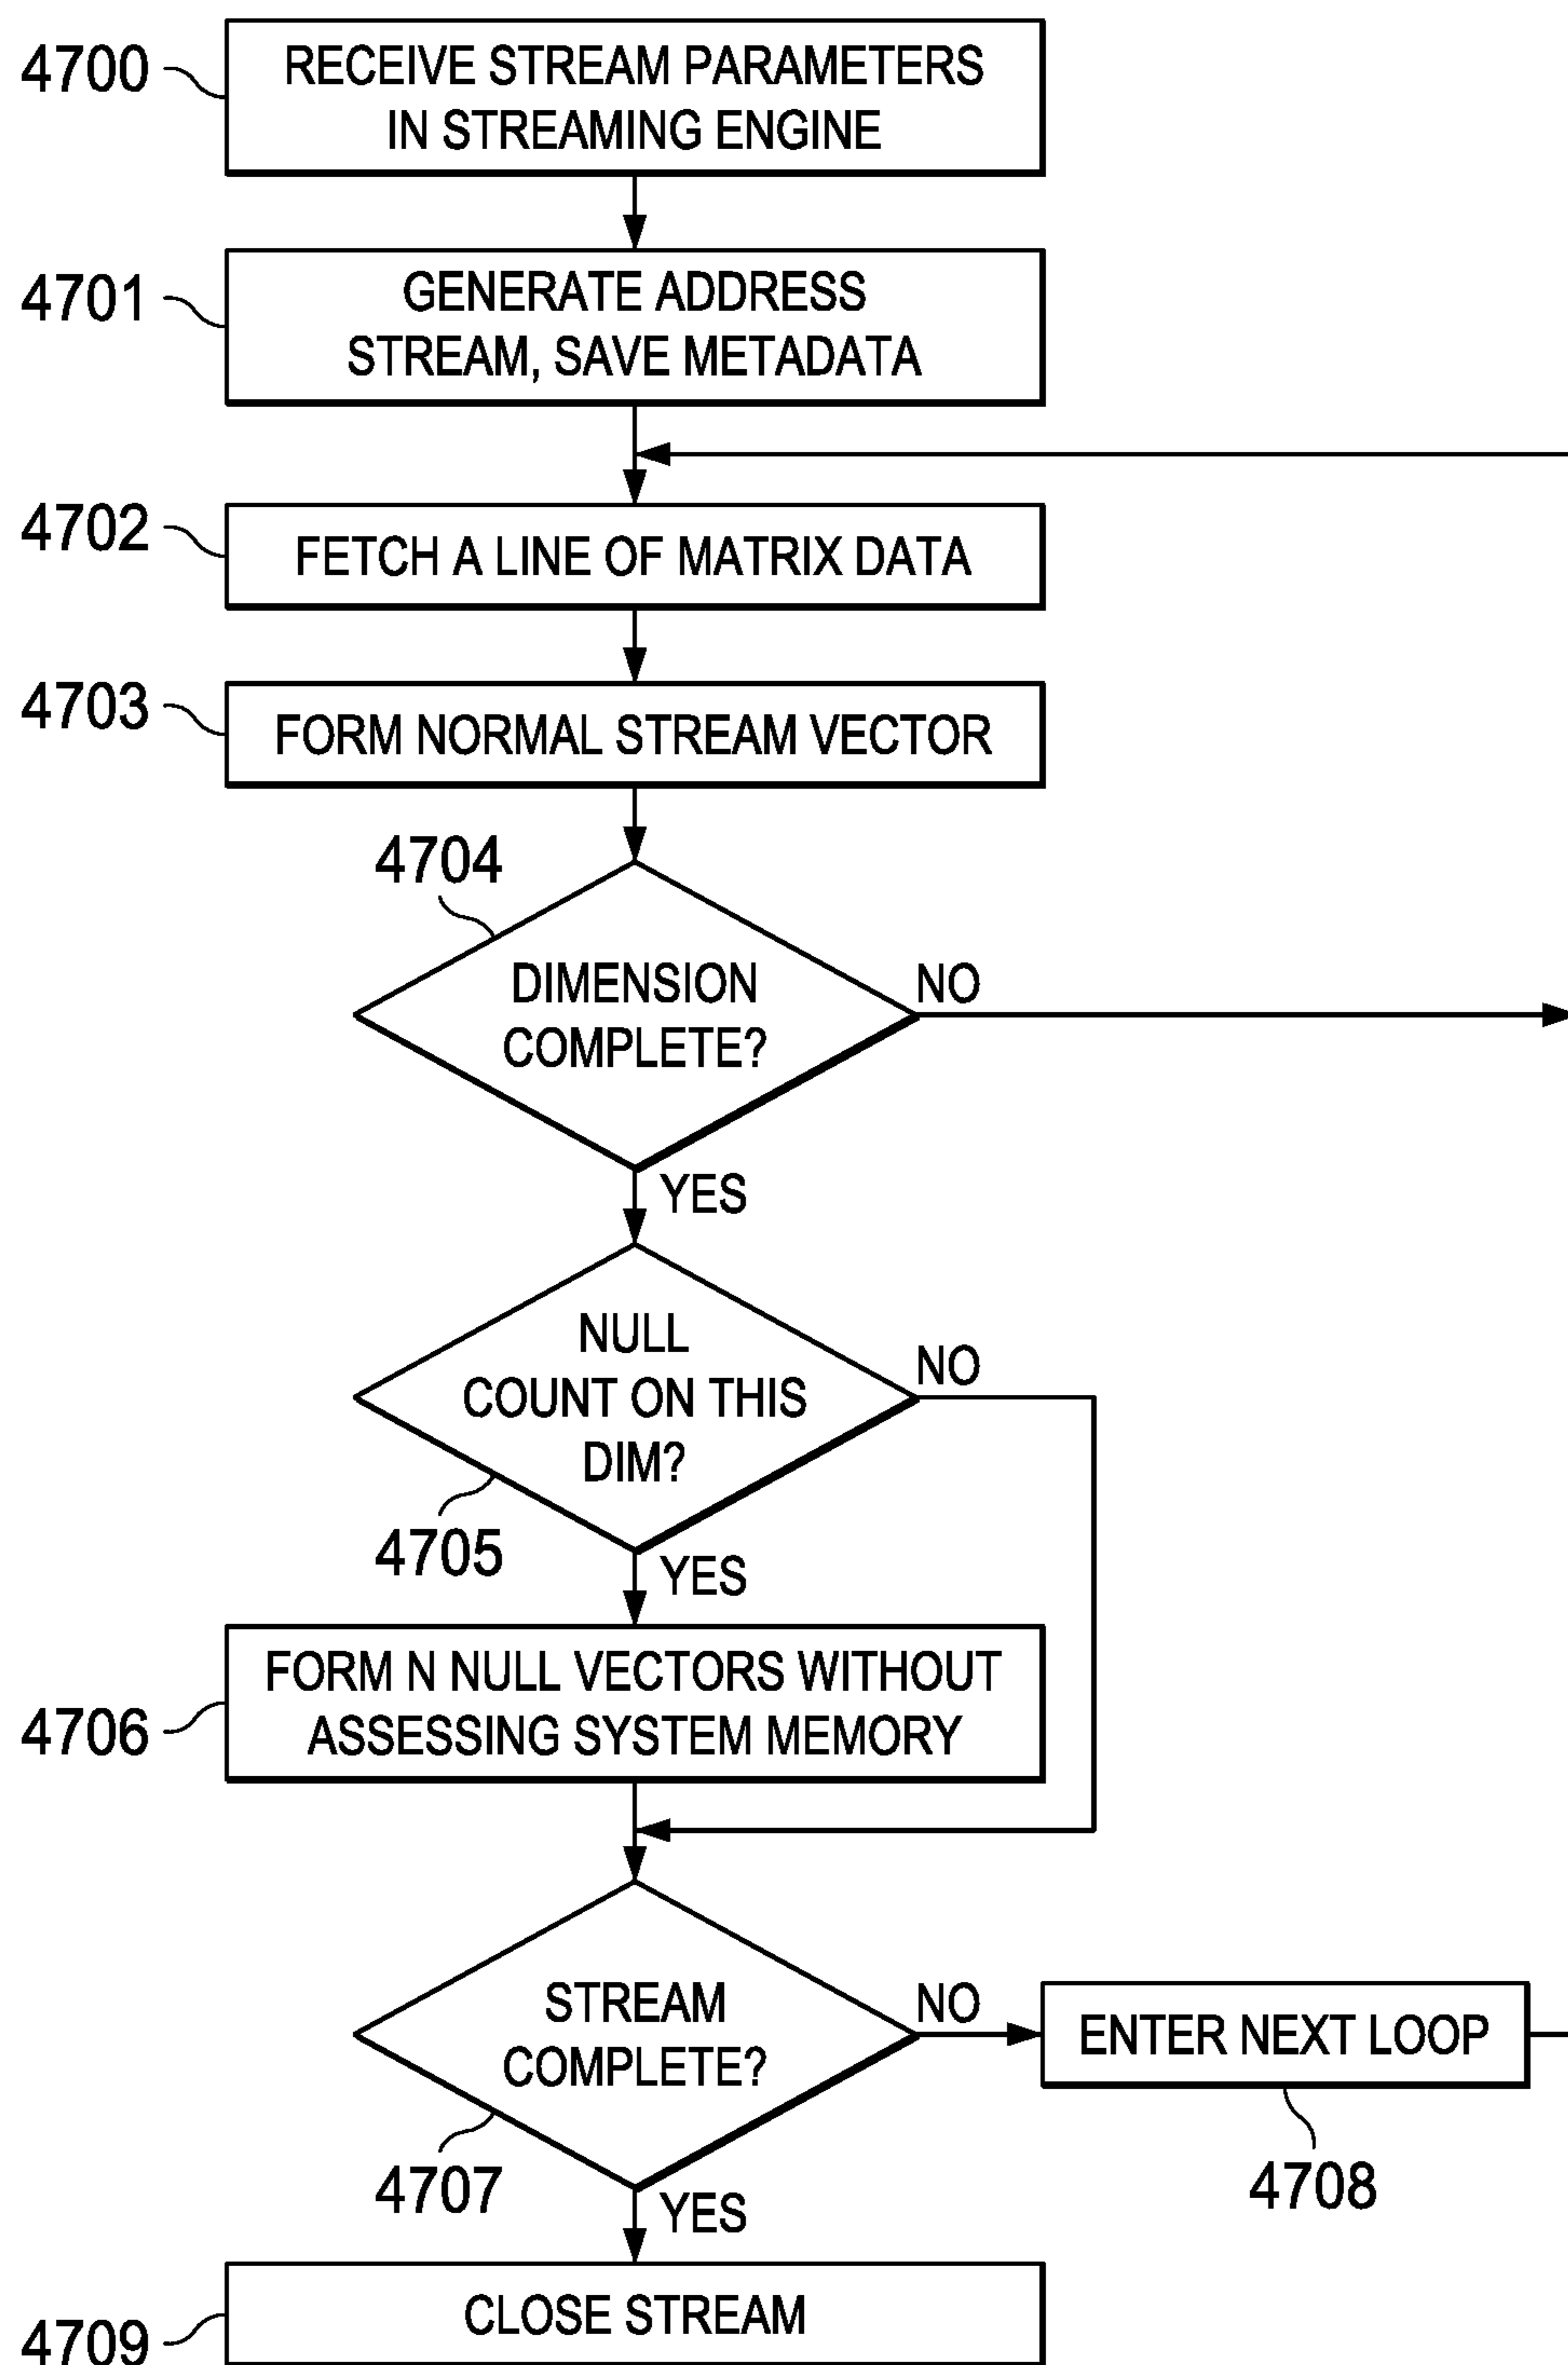 4700
RECEIVE STREAM PARAMETERS
IN STREAMING ENGINE
4701
GENERATE ADDRESS
STREAM, SAVE METADATA
4702
FETCH A LINE OF MATRIX DATA
4703
FORM NORMAL STREAM VECTOR
4704
DIMENSION
COMPLETE?
NO
YES
NULL
COUNT ON THIS
DIM?
NO
4705
YES
4706
FORM N NULL VECTORS WITHOUT
ASSESSING SYSTEM MEMORY
STREAM
COMPLETE?
NO
ENTER NEXT LOOP
4707
4708
YES
4709
CLOSE STREAM